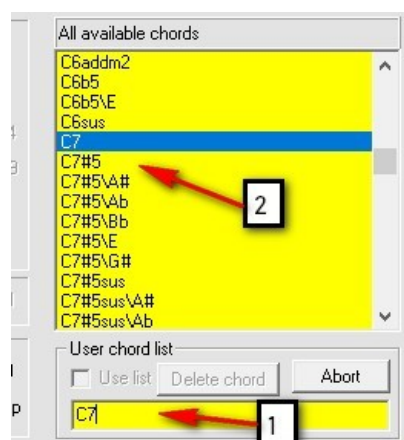 All available chords
C6addm2
C6b5
C6b5\E
C6sus
C7
C7#5
C7#5\A#
C7#5\Ab
C7#5\Bb
C7#5\E
C7#5\G#
C7#5sus
C7#5sus\A#
C7#5sus\Ab
2
User chord list
Use list Delete chord Abort
C7
1
p